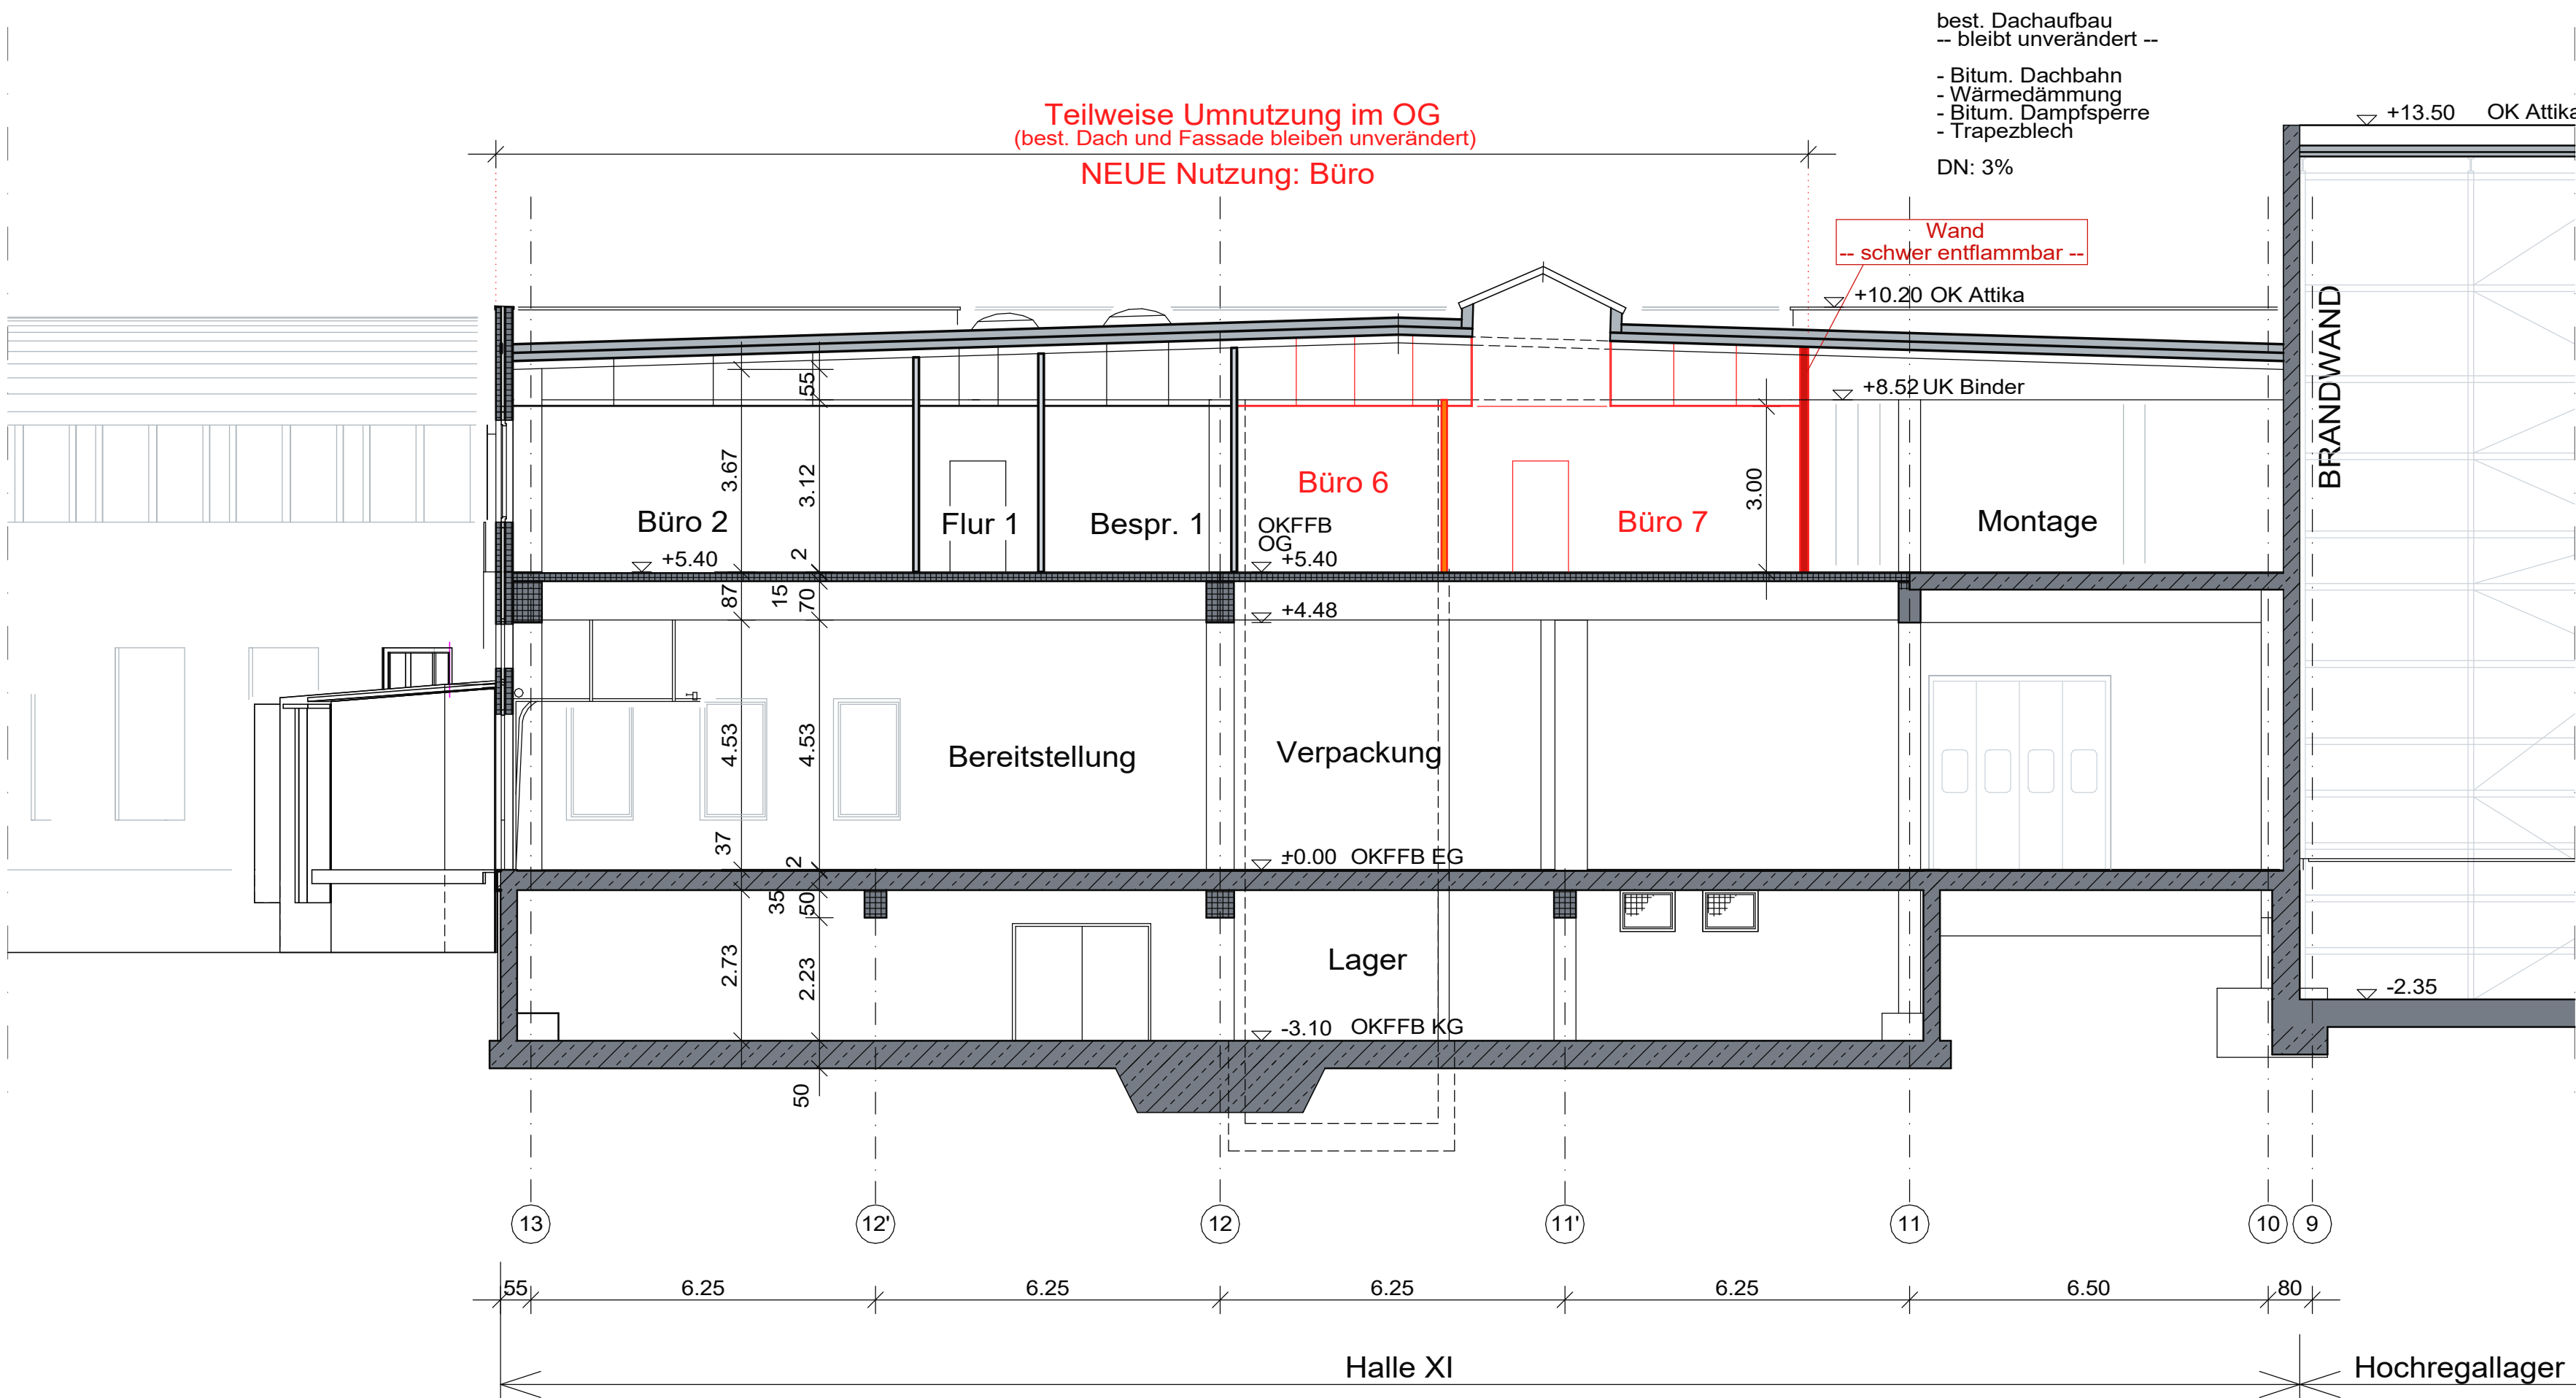 best. Dachaufbau
-- bleibt unverändert --
- Bitum. Dachbahn
- Wärmedämmung
- Bitum. Dampfsperre
- Trapezblech
DN: 3%
Teilweise Umnutzung im OG
(best. Dach und Fassade bleiben unverändert)
NEUE Nutzung: Büro
+13.50 OK Attika
Wand
-- schwer entflammbar --
+10.20 OK Attika
+8.52 UK Binder
BRANDWAND
55
3.67
3.12
3.00
Büro 2
Flur 1
Bespr. 1
Büro 6
Büro 7
Montage
OKFFB
OG
+5.40
+5.40
2
87
15
70
+4.48
4.53
4.53
Bereitstellung
Verpackung
37
2
±0.00 OKFFB EG
35
50
2.73
2.23
Lager
-3.10 OKFFB KG
-2.35
50
13
12'
12
11'
11
10
9
55
6.25
6.25
6.25
6.25
6.50
80
Halle XI
Hochregallager